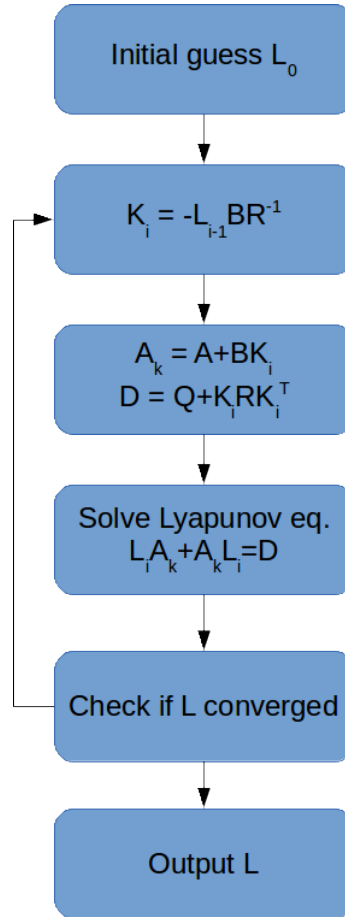 Initial guess L₀
Kᵢ = -Lᵢ₋₁BR⁻¹
Aₖ = A+BKᵢ
D = Q+KᵢRKᵢᵀ
Solve Lyapunov eq.
LᵢAₖ+AₖLᵢ=D
Check if L converged
Output L